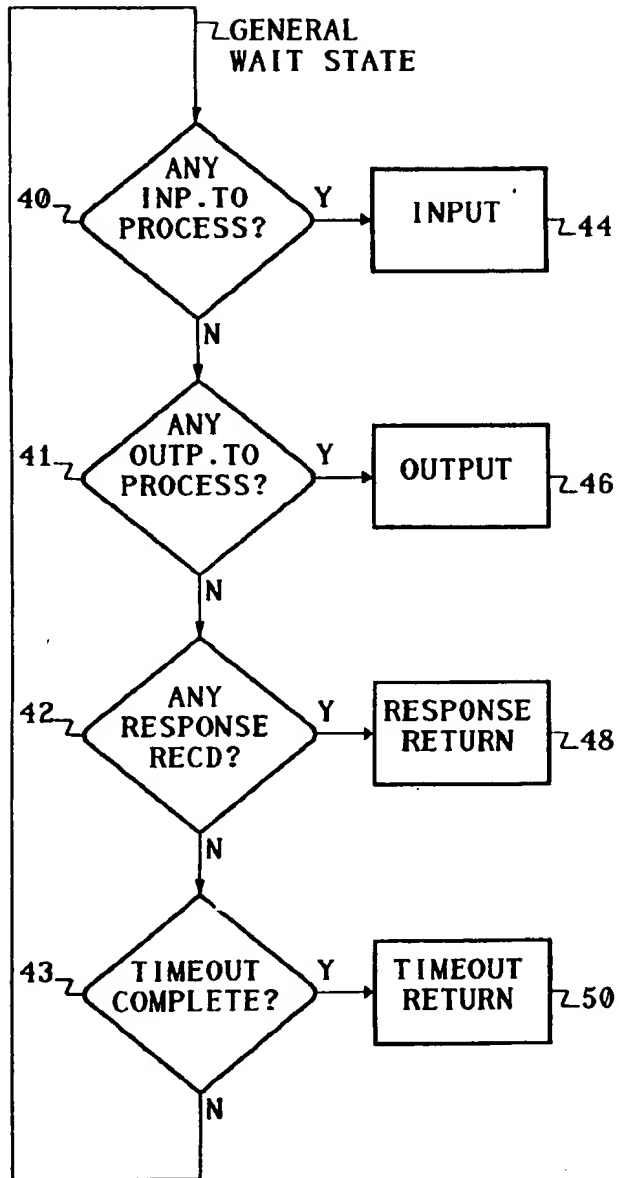 GENERAL
WAIT STATE
ANY
INP.TO
PROCESS?
40
Y
INPUT
44
N
ANY
OUTP.TO
PROCESS?
41
Y
OUTPUT
46
N
ANY
RESPONSE
RECD?
42
Y
RESPONSE
RETURN
48
N
TIMEOUT
COMPLETE?
43
Y
TIMEOUT
RETURN
50
N